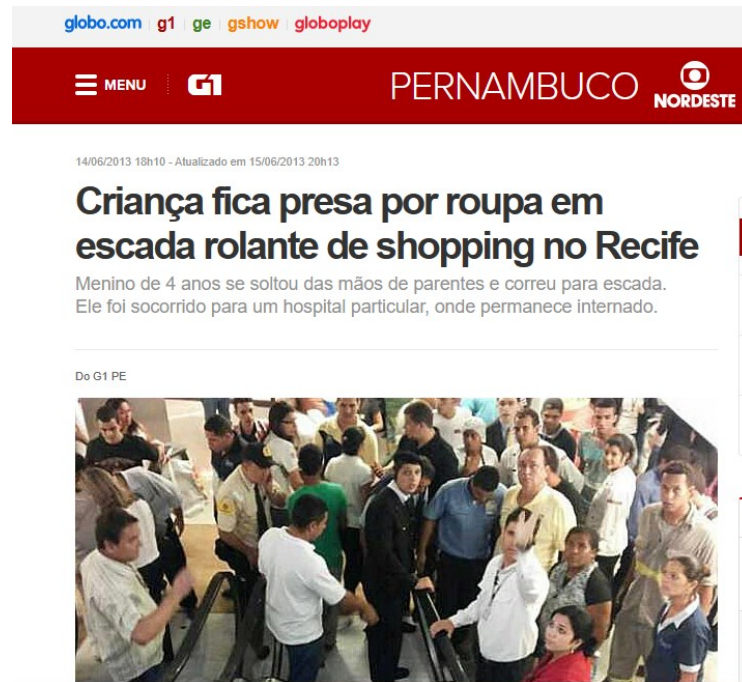 globo.com g1 ge gshow globoplay
MENU G1 PERNAMBUCO NORDESTE
14/06/2013 18h10 - Atualizado em 15/06/2013 20h13
Criança fica presa por roupa em
escada rolante de shopping no Recife
Menino de 4 anos se soltou das mãos de parentes e correu para escada.
Ele foi socorrido para um hospital particular, onde permanece internado.
Do G1 PE